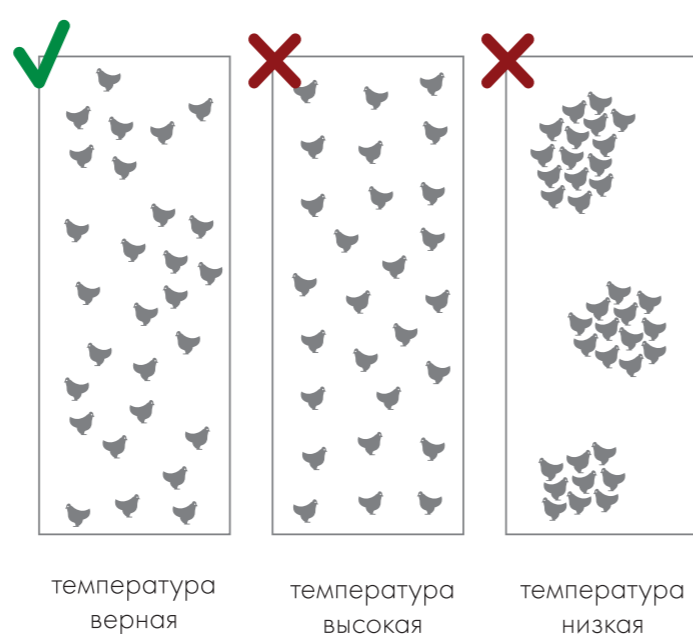 температура
верная
температура
высокая
температура
низкая